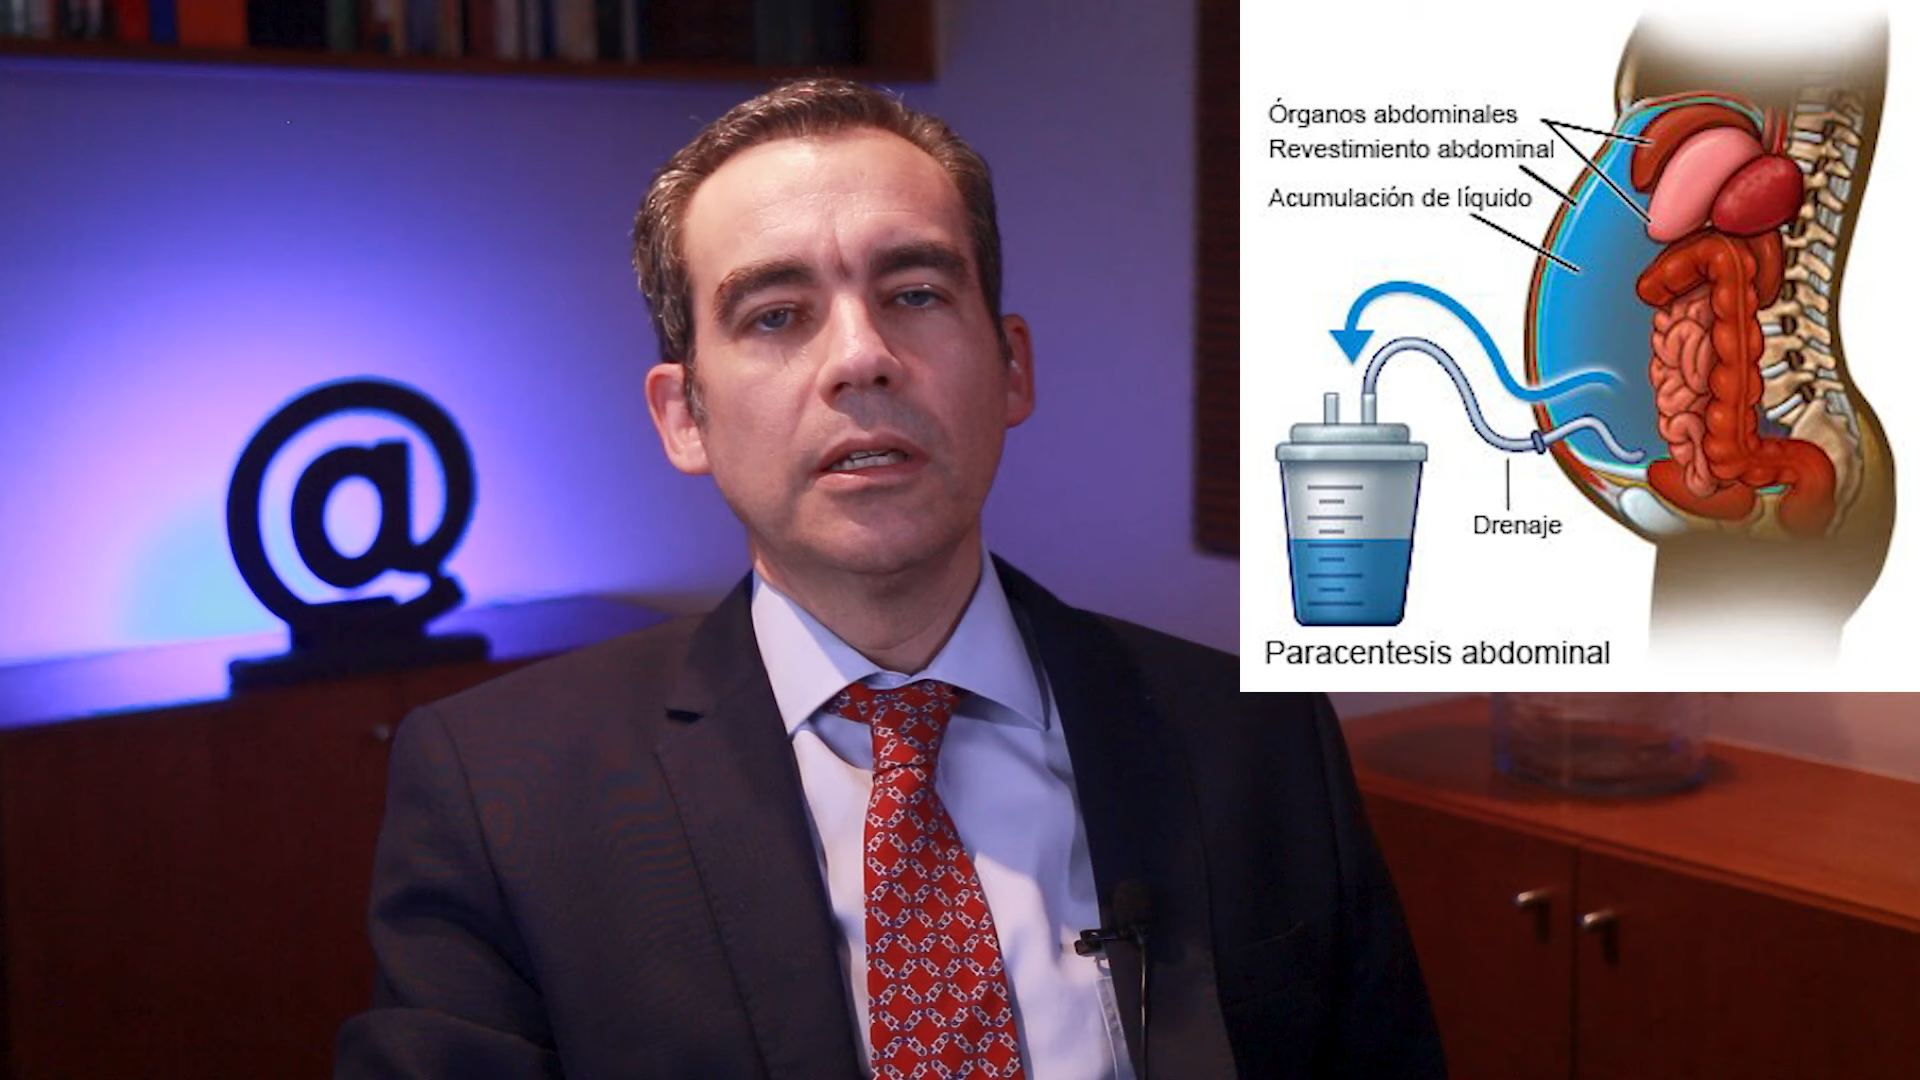 @
Órganos abdominales
Revestimiento abdominal
Acumulación de líquido
Drenaje
Paracentesis abdominal